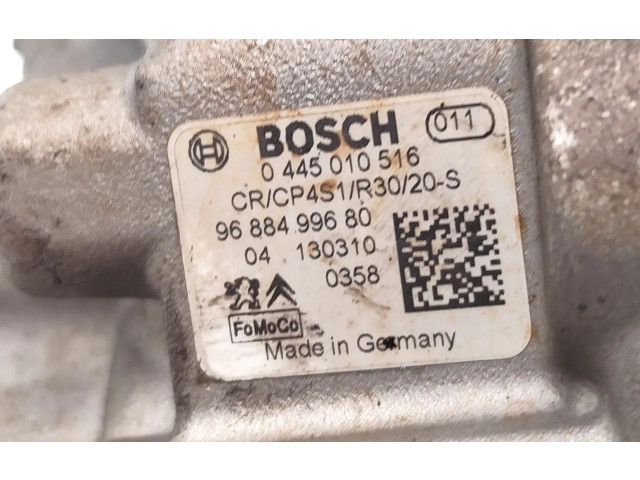 BOSCH 011
0 445 010 516
CR/CP4S1/R30/20-S
96 884 996 80
04 130310
0358
FoMoCo
Made in Germany